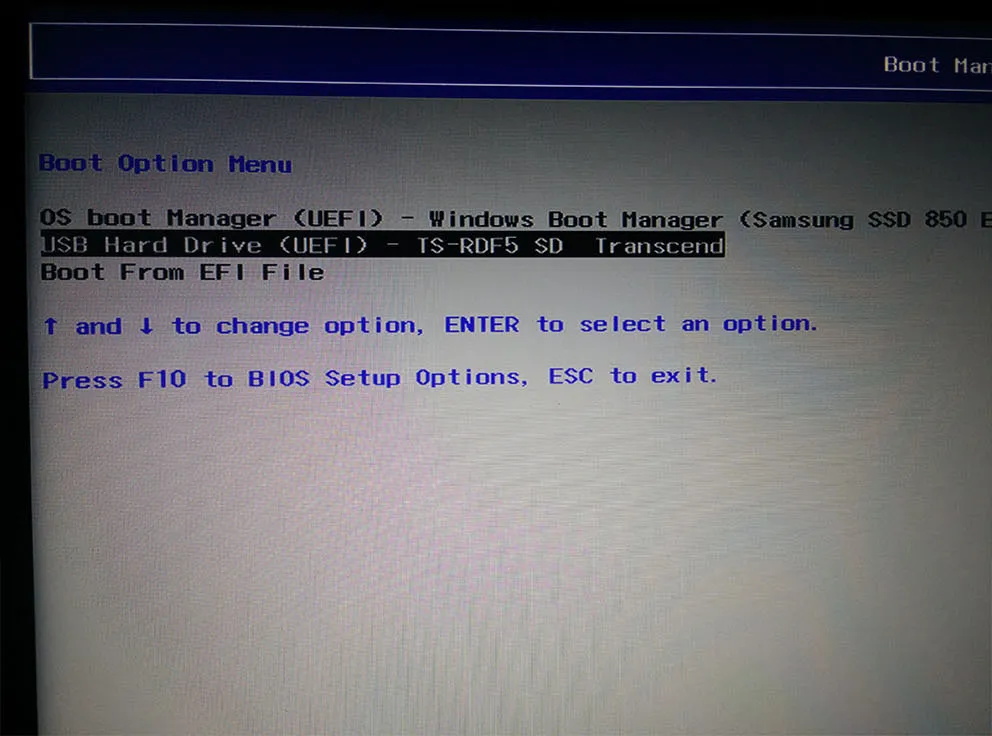 Boot
Boot Option Menu
OS boot Manager (UEFI) - Windows Boot Manager (Samsung SSD 850
USB Hard Drive (UEFI) - TS-RDF5 SD  Transcend
Boot From EFI File
↑ and ↓ to change option, ENTER to select an option.
Press F10 to BIOS Setup Options, ESC to exit.